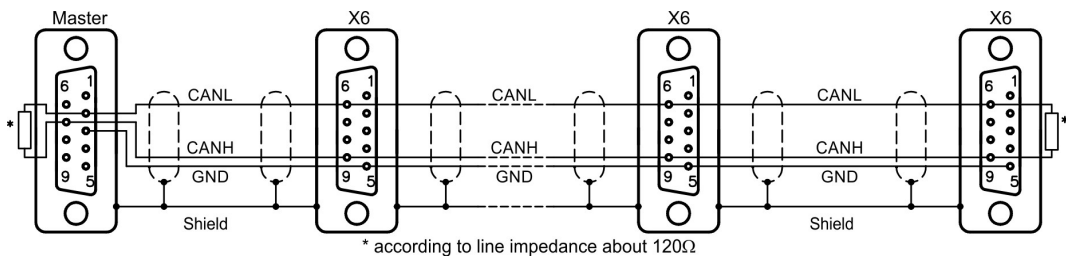 Master X6 X6 X6
6 1 6 1 6 1 6 1
CANL CANL CANL
* *
CANH CANH CANH
9 5 9 5 9 5 9 5
GND GND GND
Shield Shield
* according to line impedance about 120Ω